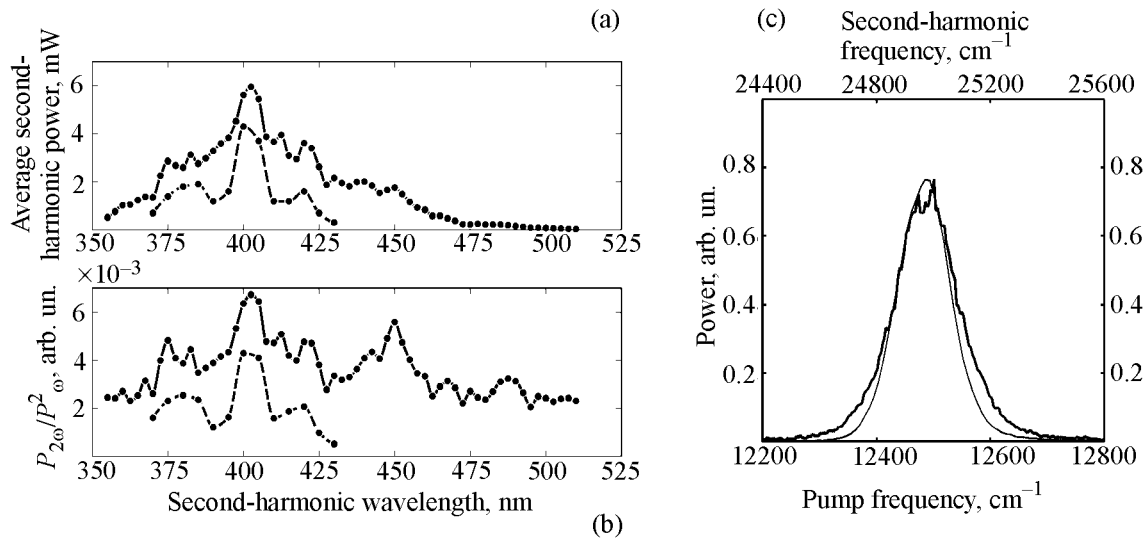 (a)
Average second-
harmonic power, mW
6
4
2
350 375 400 425 450 475 500 525
×10⁻³
P2ω/P²ω, arb. un.
6
4
2
350 375 400 425 450 475 500 525
Second-harmonic wavelength, nm
(b)
(c)
Second-harmonic
frequency, cm⁻¹
24400 24800 25200 25600
Power, arb. un.
0.8 0.8
0.6 0.6
0.4 0.4
0.2 0.2
0
12200 12400 12600 12800
Pump frequency, cm⁻¹